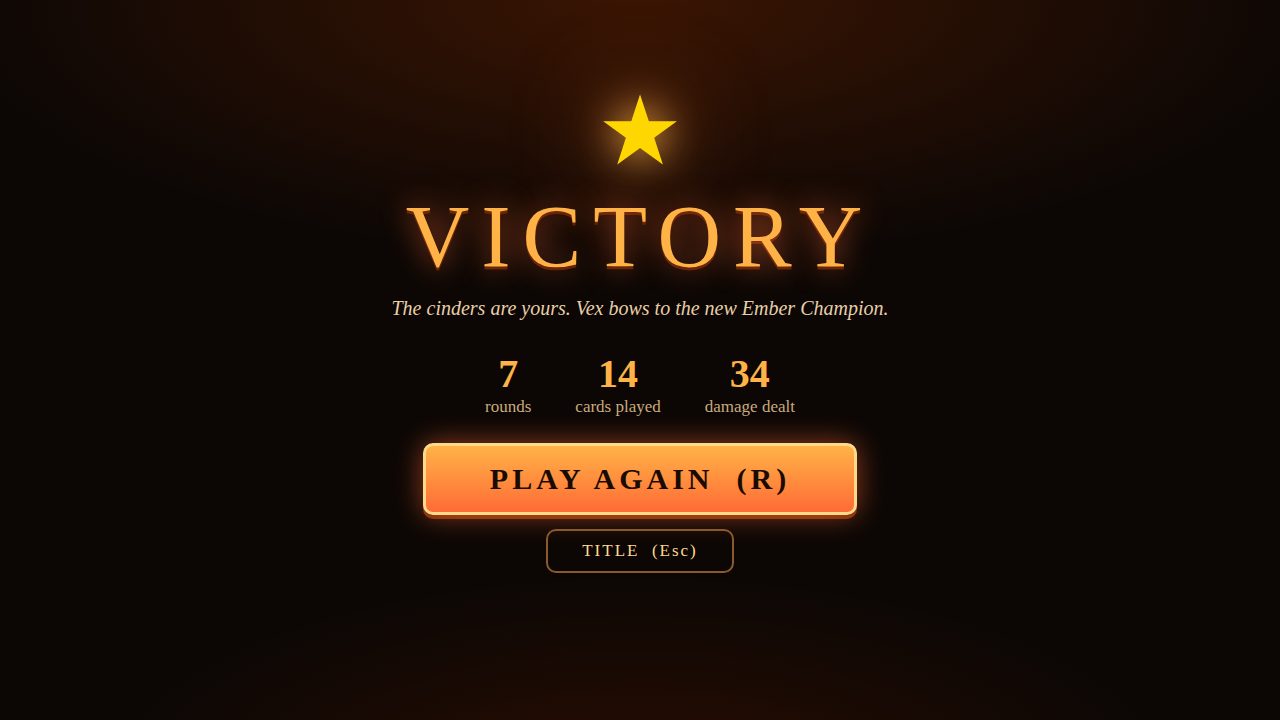 VICTORY
The cinders are yours. Vex bows to the new Ember Champion.
7 14 34
rounds cards played damage dealt
PLAY AGAIN (R)
TITLE (Esc)